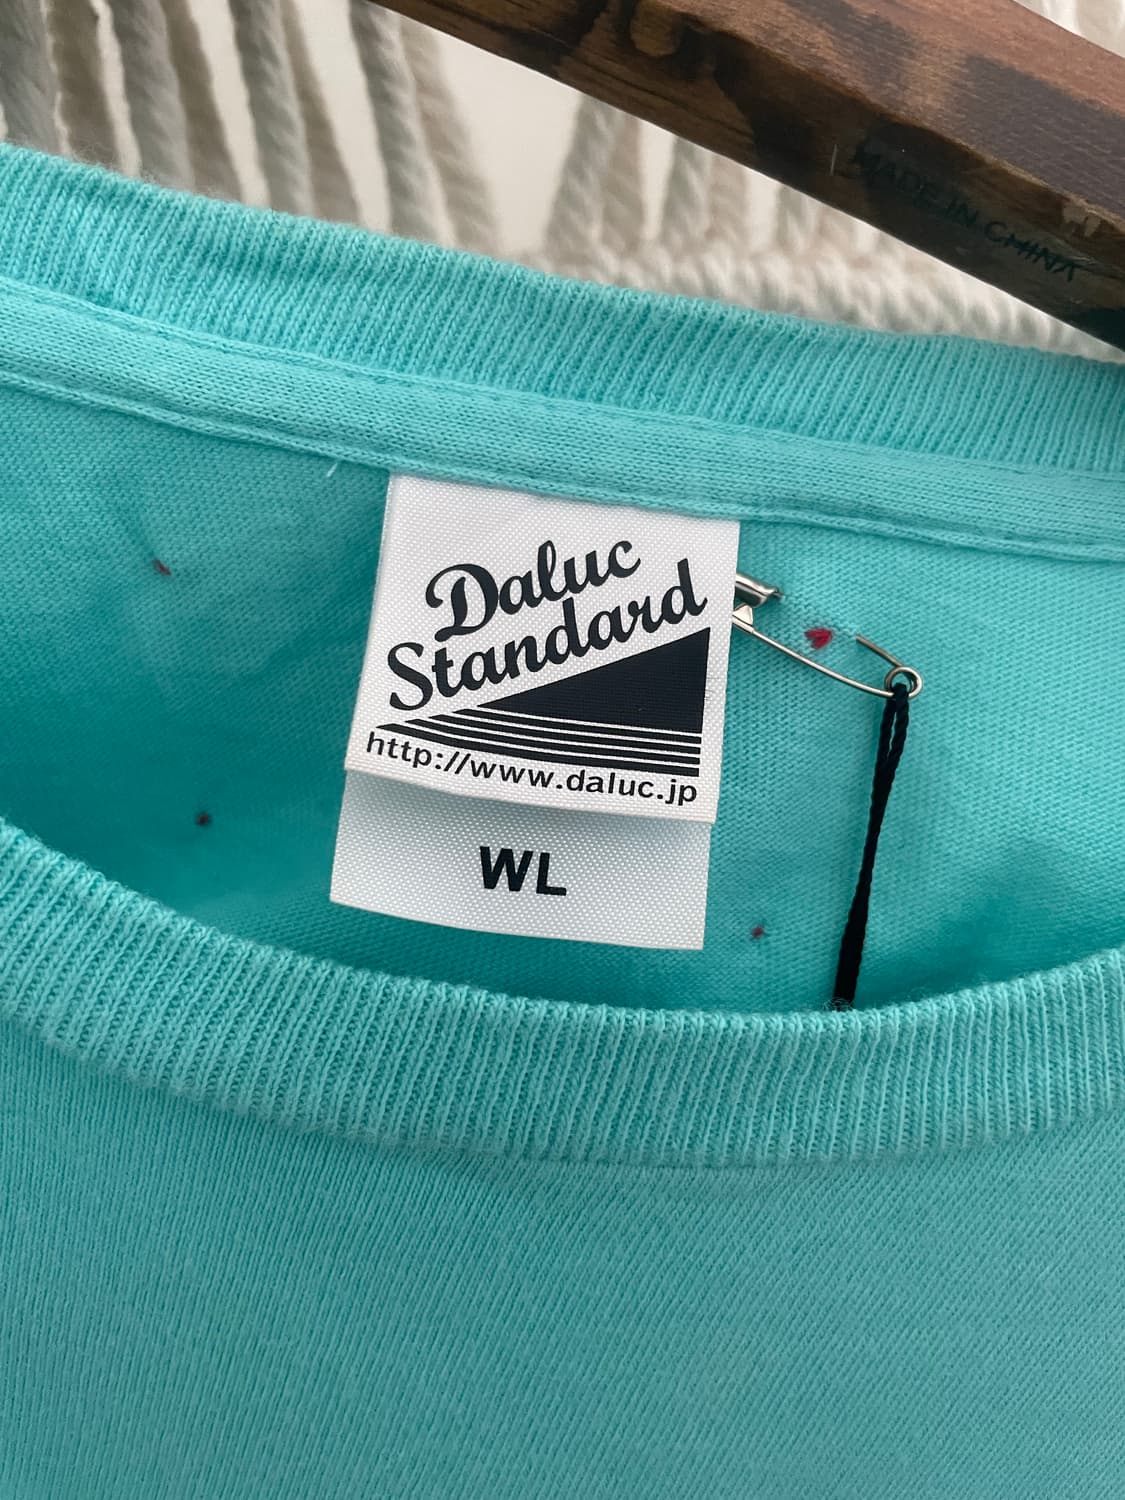 MADE IN CHINA
Daluc
Standard
http://www.daluc.jp
WL